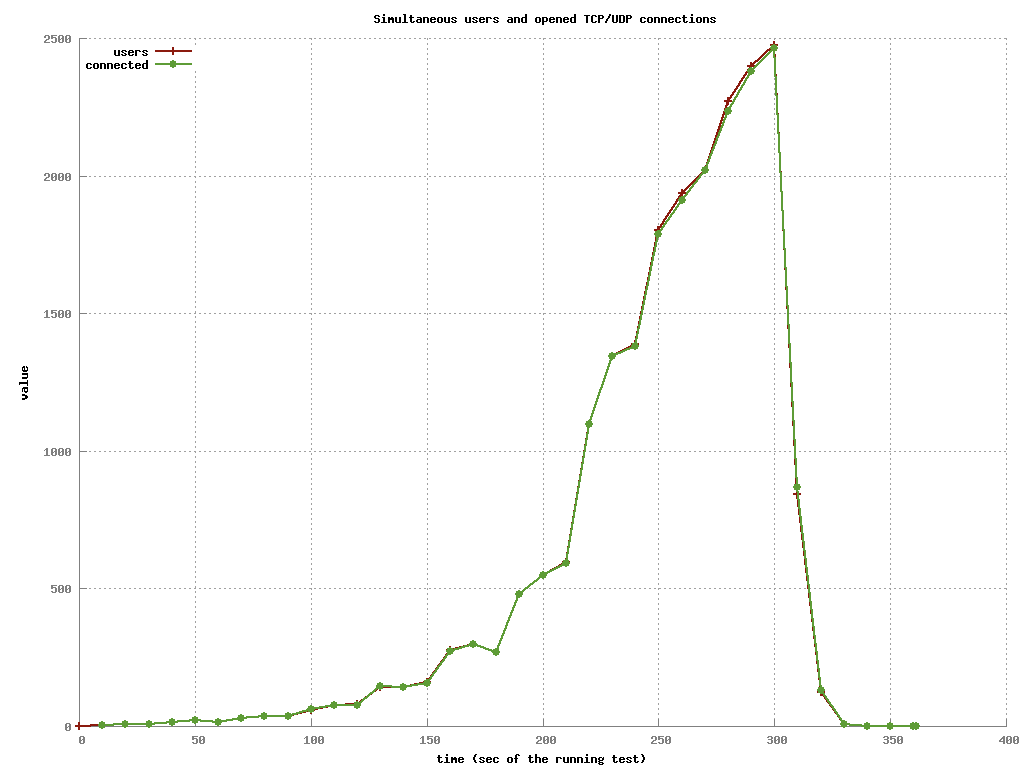 Simultaneous users and opened TCP/UDP connections
users
connected
2500
2000
1500
1000
500
0
value
0 50 100 150 200 250 300 350 400
time (sec of the running test)